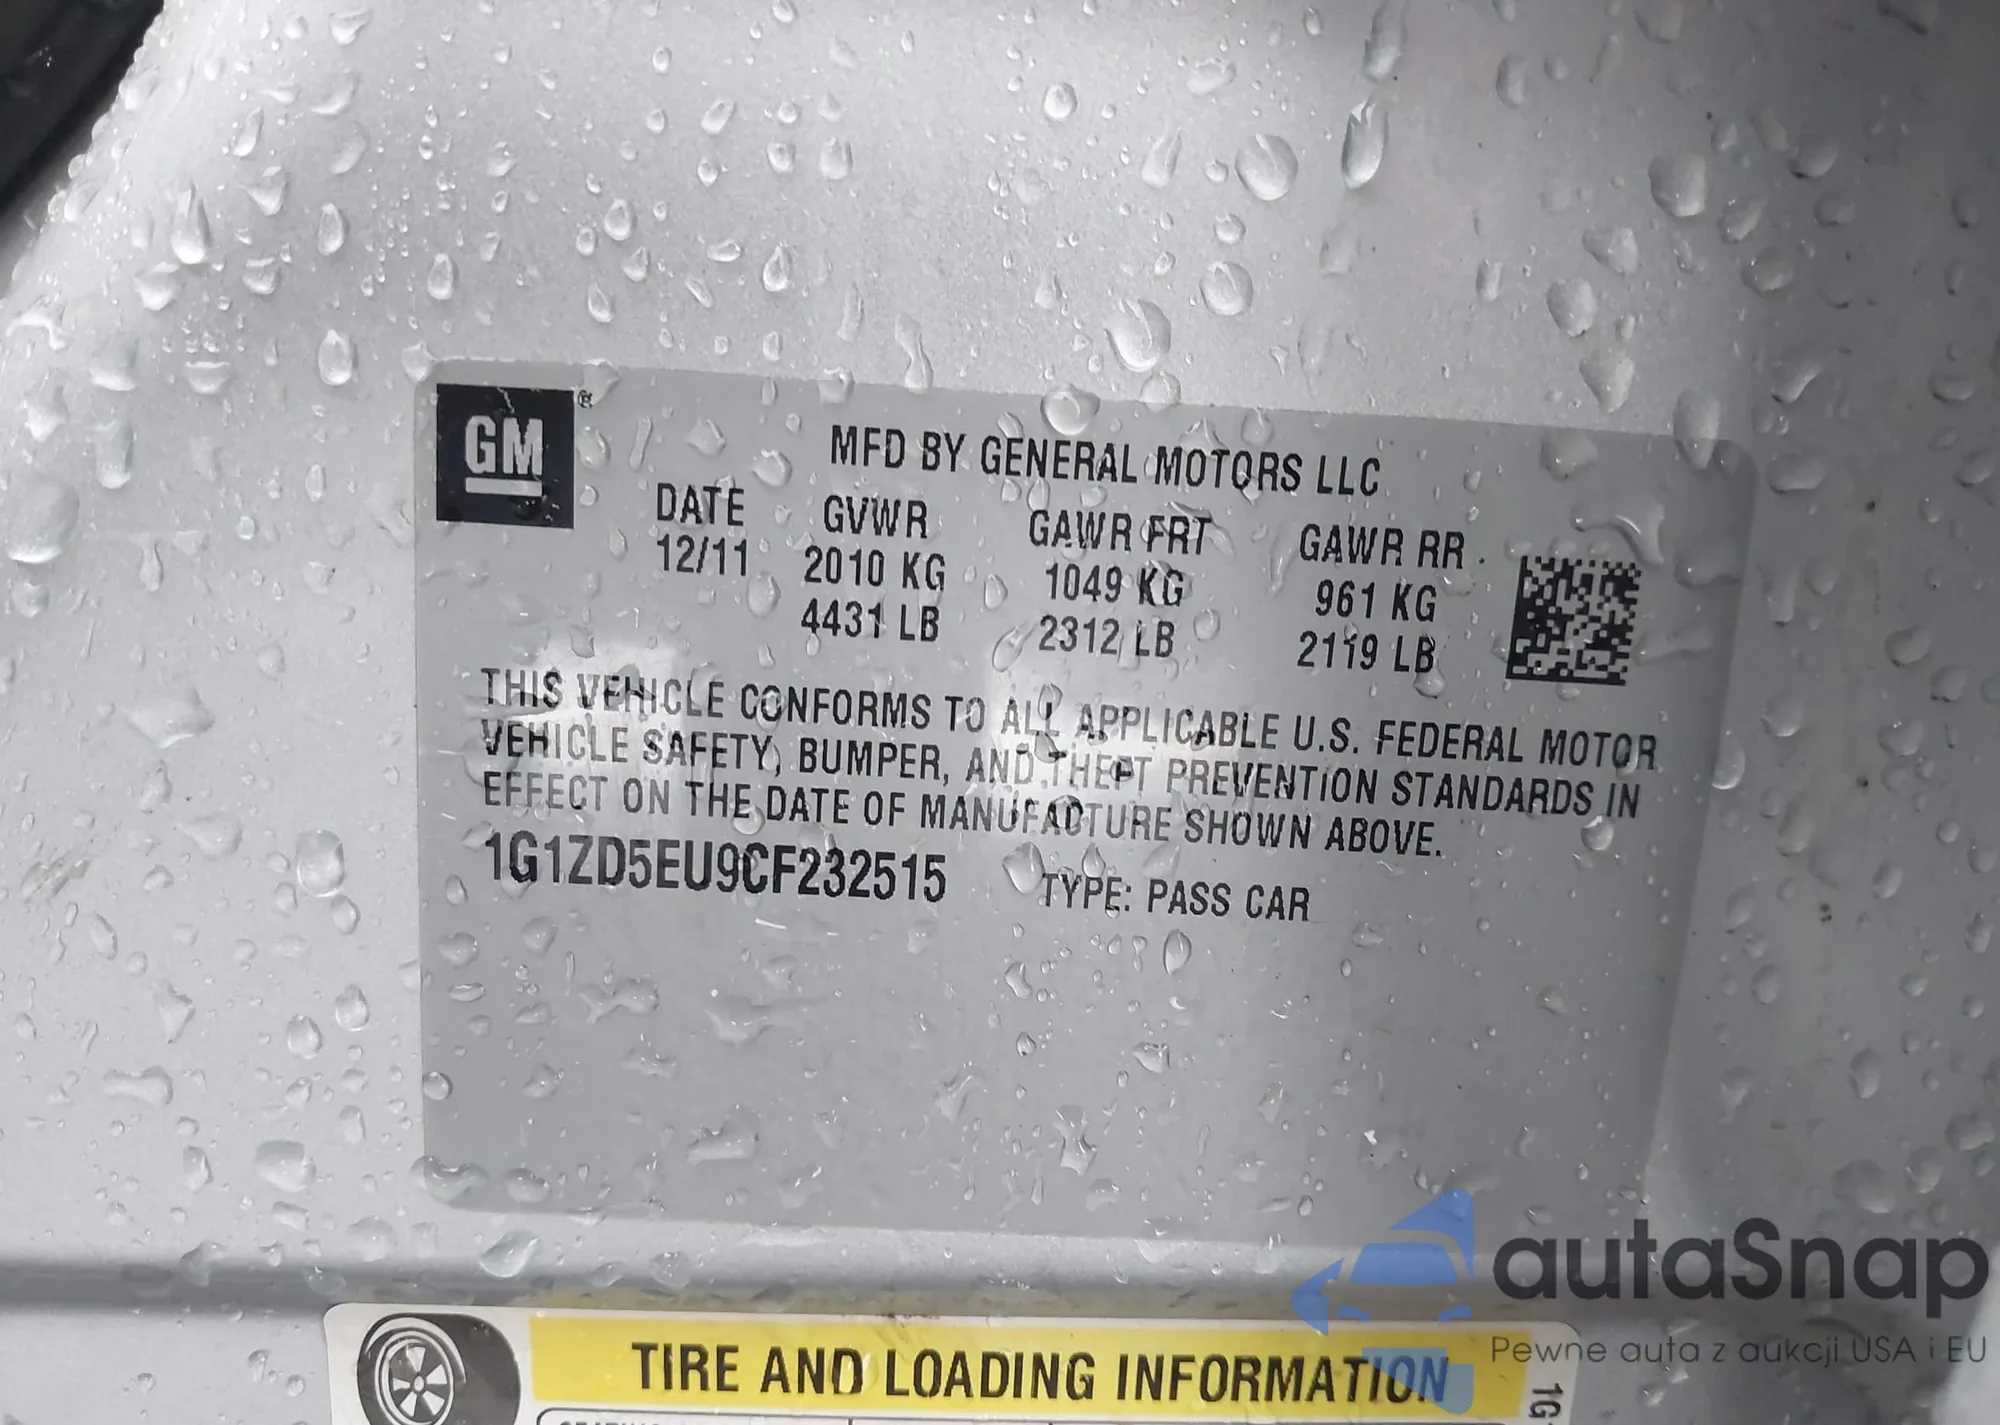 GM®
MFD BY GENERAL MOTORS LLC
DATE GVWR GAWR FRT GAWR RR
12/11 2010 KG 1049 KG 961 KG
4431 LB 2312 LB 2119 LB
THIS VEHICLE CONFORMS TO ALL APPLICABLE U.S. FEDERAL MOTOR
VEHICLE SAFETY, BUMPER, AND THEFT PREVENTION STANDARDS IN
EFFECT ON THE DATE OF MANUFACTURE SHOWN ABOVE.
1G1ZD5EU9CF232515 TYPE: PASS CAR
autaSnap
Pewne auta z aukcji USA i EU
TIRE AND LOADING INFORMATION